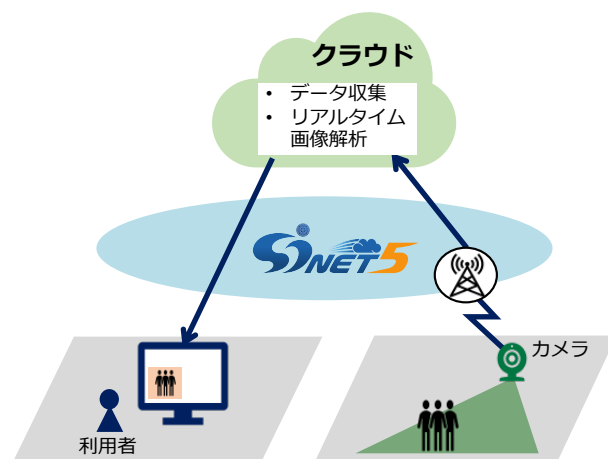 クラウド
• データ収集
• リアルタイム
画像解析
SINET5
カメラ
利用者